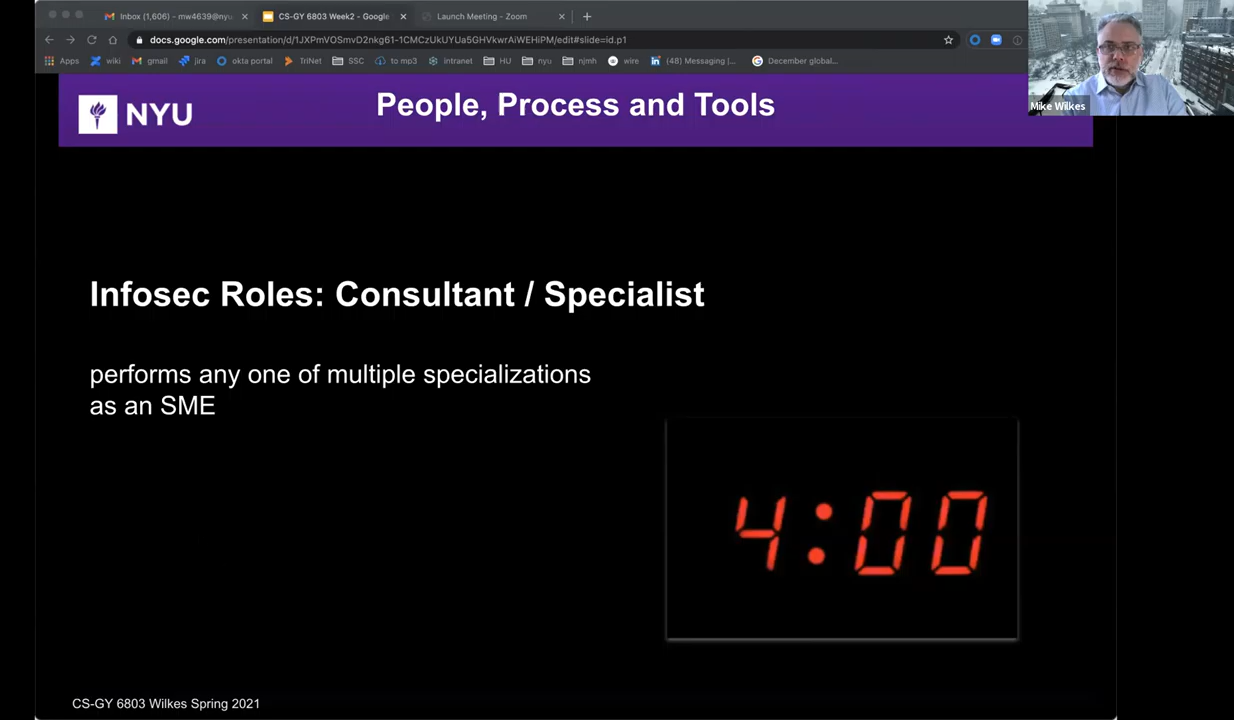 Inbox (1,606) - mw4639@nyu
CS-GY 6803 Week2 - Google
Launch Meeting - Zoom
docs.google.com/presentation/d/1JXPmVOSmvD2nkg61-1CMCzUkUYUa5GHVkwrAiWEHiPM/edit#slide=id.p1
Apps wiki gmail jira okta portal TriNet SSC to mp3 intranet HU nyu njmh wire (48) Messaging |... December global...
Mike Wilkes
NYU
People, Process and Tools
Infosec Roles: Consultant / Specialist
performs any one of multiple specializations
as an SME
4:00
CS-GY 6803 Wilkes Spring 2021